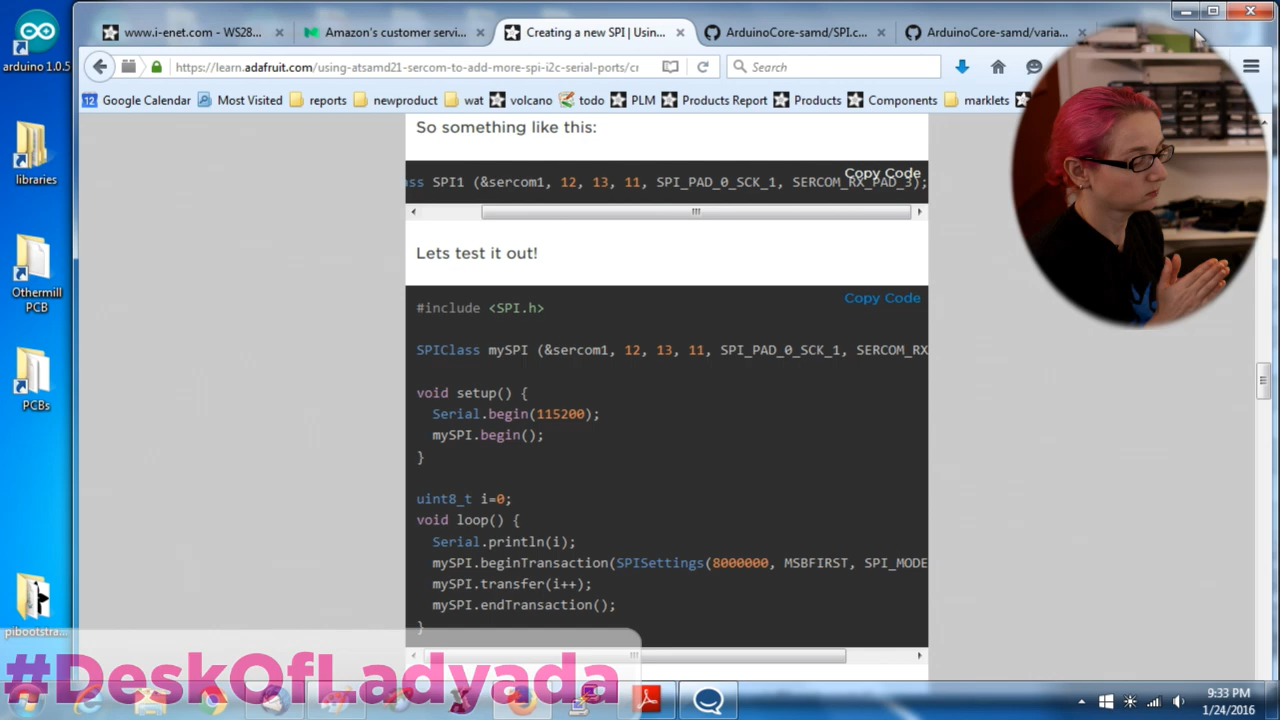 arduino 1.0.5
libraries
Othermill
PCB
PCBs
pibootstra...
www.i-enet.com - WS28...
Amazon's customer servi...
Creating a new SPI | Usin...
ArduinoCore-samd/SPI.c...
ArduinoCore-samd/varia...
https://learn.adafruit.com/using-atsamd21-sercom-to-add-more-spi-i2c-serial-ports/cr
Search
12 Google Calendar
Most Visited
reports
newproduct
wat
volcano
todo
PLM
Products Report
Products
Components
marklets
So something like this:
Copy Code
ass SPI1 (&sercom1, 12, 13, 11, SPI_PAD_0_SCK_1, SERCOM_RX_PAD_3);
Lets test it out!
Copy Code
#include <SPI.h>
SPIClass mySPI (&sercom1, 12, 13, 11, SPI_PAD_0_SCK_1, SERCOM_RX
void setup() {
Serial.begin(115200);
mySPI.begin();
}
uint8_t i=0;
void loop() {
Serial.println(i);
mySPI.beginTransaction(SPISettings(8000000, MSBFIRST, SPI_MODE
mySPI.transfer(i++);
mySPI.endTransaction();
}
#DeskOfLadyada
9:33 PM
1/24/2016